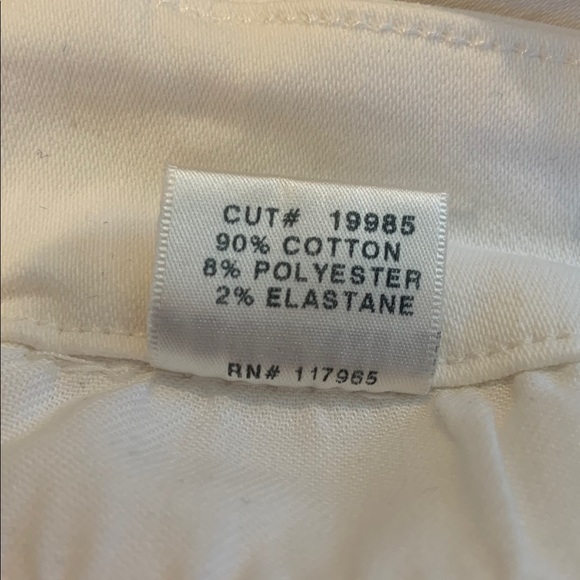 CUT# 19985
90% COTTON
8% POLYESTER
2% ELASTANE
RN# 117965